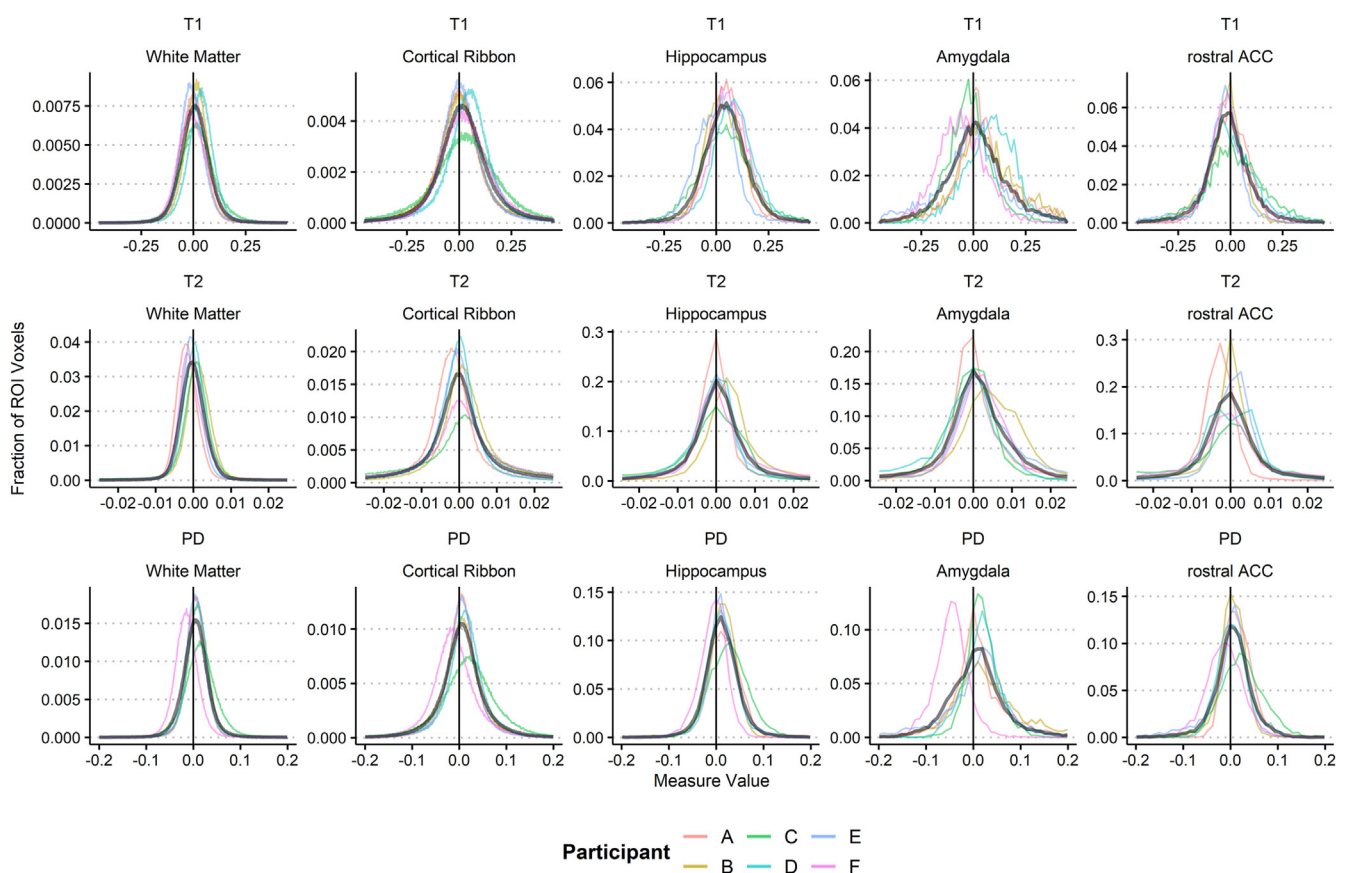 T1 T1 T1 T1 T1
White Matter Cortical Ribbon Hippocampus Amygdala rostral ACC
0.0075 0.0050 0.0025 0.0000
0.004 0.002 0.00
0.06 0.04 0.02 0.00
0.06 0.04 0.02 0.00
0.06 0.04 0.02 0.00
-0.25 0.00 0.25 -0.25 0.00 0.25 -0.25 0.00 0.25 -0.25 0.00 0.25 -0.25 0.00 0.25
T2 T2 T2 T2 T2
White Matter Cortical Ribbon Hippocampus Amygdala rostral ACC
0.04 0.03 0.02 0.01 0.00
0.020 0.015 0.010 0.005 0.000
0.3 0.2 0.1 0.0
0.20 0.15 0.10 0.05 0.00
0.3 0.2 0.1 0.0
-0.02 -0.01 0.00 0.01 0.02 -0.02 -0.01 0.00 0.01 0.02 -0.02 -0.01 0.00 0.01 0.02 -0.02 -0.01 0.00 0.01 0.02 -0.02 -0.01 0.00 0.01 0.02
Fraction of ROI Voxels
PD PD PD PD PD
White Matter Cortical Ribbon Hippocampus Amygdala rostral ACC
0.015 0.010 0.005 0.000
0.010 0.005 0.000
0.15 0.10 0.05 0.00
0.10 0.05 0.00
0.15 0.10 0.05 0.00
-0.2 -0.1 0.0 0.1 0.2 -0.2 -0.1 0.0 0.1 0.2 -0.2 -0.1 0.0 0.1 0.2 -0.2 -0.1 0.0 0.1 0.2 -0.2 -0.1 0.0 0.1 0.2
Measure Value
Participant
A C E
B D F